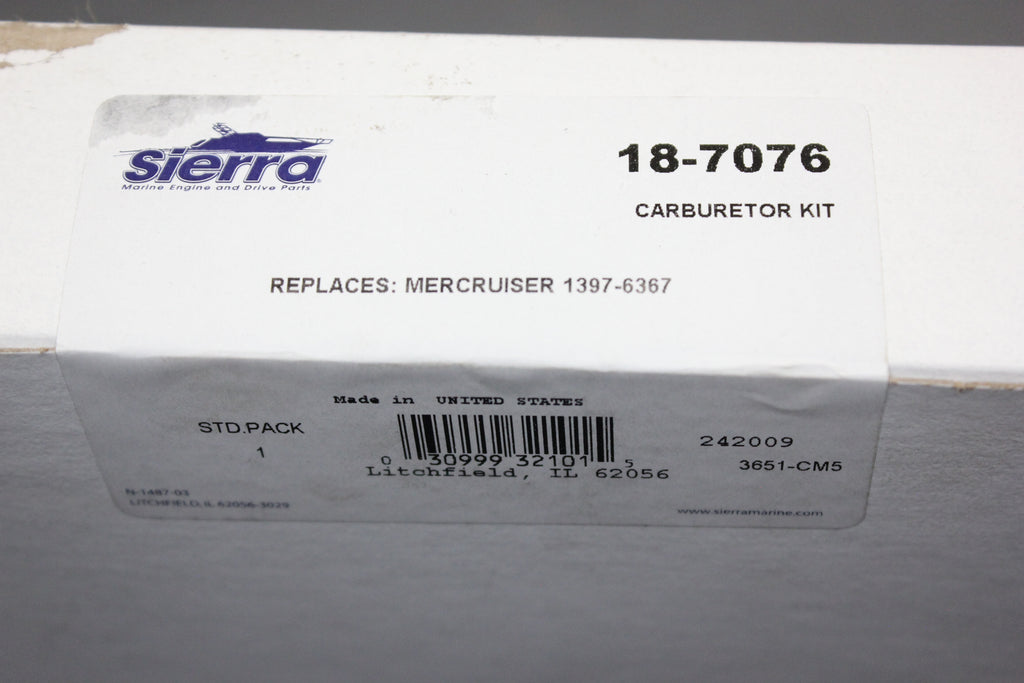 Sierra
Marine Engine and Drive Parts
18-7076
CARBURETOR KIT
REPLACES: MERCRUISER 1397-6367
Made in UNITED STATES
STD.PACK
1
0 30999 32101 5
Litchfield, IL 62056
242009
3651-CM5
N-1487-03
LITCHFIELD, IL 62056-3029
www.sierramarine.com